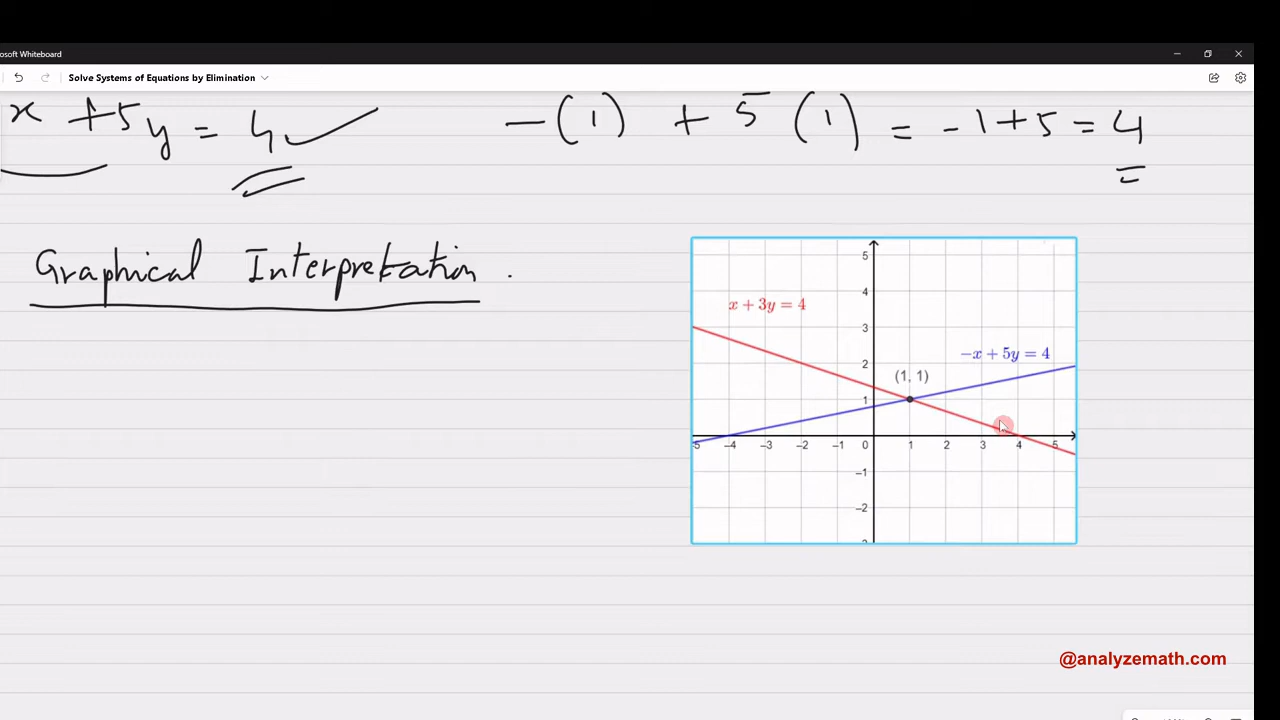 osoft Whiteboard
Solve Systems of Equations by Elimination
x + 5y = 4
-(1) + 5(1) = -1+5 = 4
Graphical Interpretation.
x + 3y = 4
−x + 5y = 4
(1, 1)
5
4
3
2
1
−4 −3 −2 −1 0 1 2 3 4 5
−1
−2
@analyzemath.com